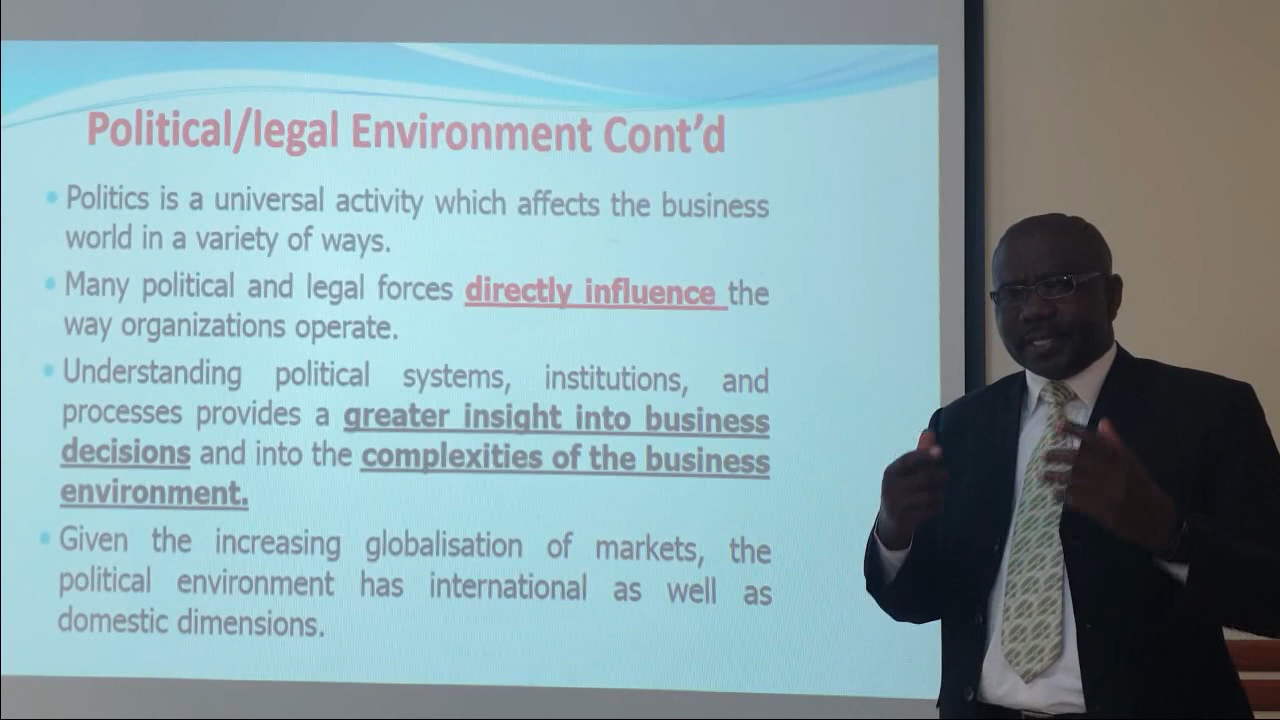 Political/legal Environment Cont'd
Politics is a universal activity which affects the business
world in a variety of ways.
Many political and legal forces directly influence the
way organizations operate.
Understanding political systems, institutions, and
processes provides a greater insight into business
decisions and into the complexities of the business
environment.
Given the increasing globalisation of markets, the
political environment has international as well as
domestic dimensions.